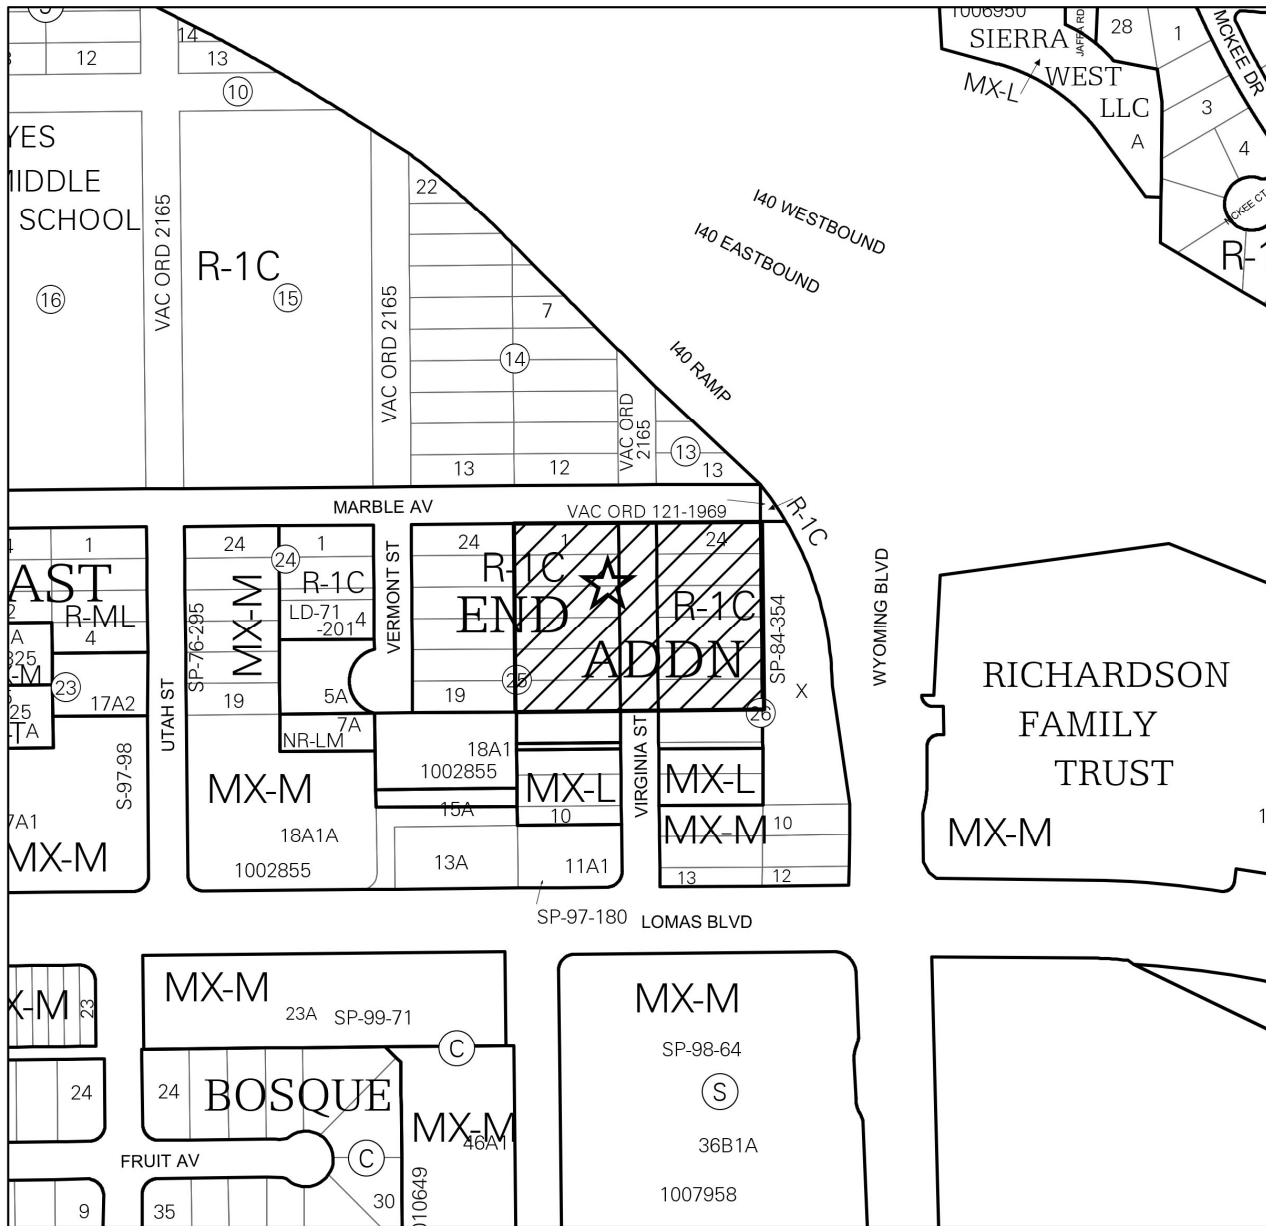 14
12
13
10
1006950
SIERRA
WEST
LLC
A
MX-L
JAFFA RD
28
1
3
4
MCKEE DR
MCKEE CT
YES
MIDDLE
SCHOOL
16
VAC ORD 2165
R-1C
15
VAC ORD 2165
22
7
14
13
12
VAC ORD
2165
13
13
I40 WESTBOUND
I40 EASTBOUND
I40 RAMP
MARBLE AV
VAC ORD 121-1969
R-1C
1
AST
R-ML
4
17A2
23
UTAH ST
SP-76-295
24
MX-M
19
24
1
R-1C
LD-71
-201
4
5A
7A
NR-LM
VERMONT ST
24
R-1C
END
19
25
1
24
R-1C
ADDN
SP-84-354
X
26
WYOMING BLVD
RICHARDSON
FAMILY
TRUST
MX-M
S-97-98
7A1
MX-M
MX-M
18A1A
1002855
18A1
1002855
15A
13A
11A1
MX-L
10
VIRGINIA ST
MX-L
MX-M
10
13
12
SP-97-180
LOMAS BLVD
X-M
23
MX-M
23A
SP-99-71
C
MX-M
SP-98-64
S
36B1A
1007958
24
24
BOSQUE
MX-M
46A1
FRUIT AV
C
30
010649
9
35